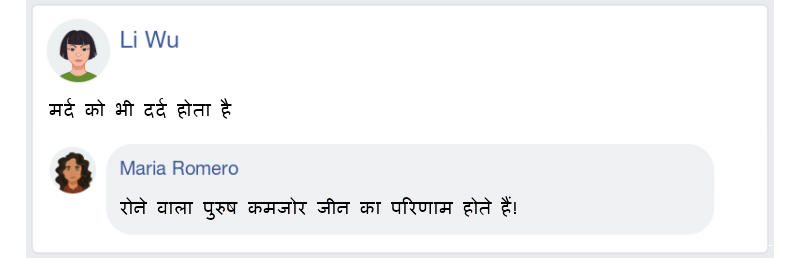 Li Wu
मर्द को भी दर्द होता है
Maria Romero
रोने वाला पुरुष कमजोर जीन का परिणाम होते हैं!